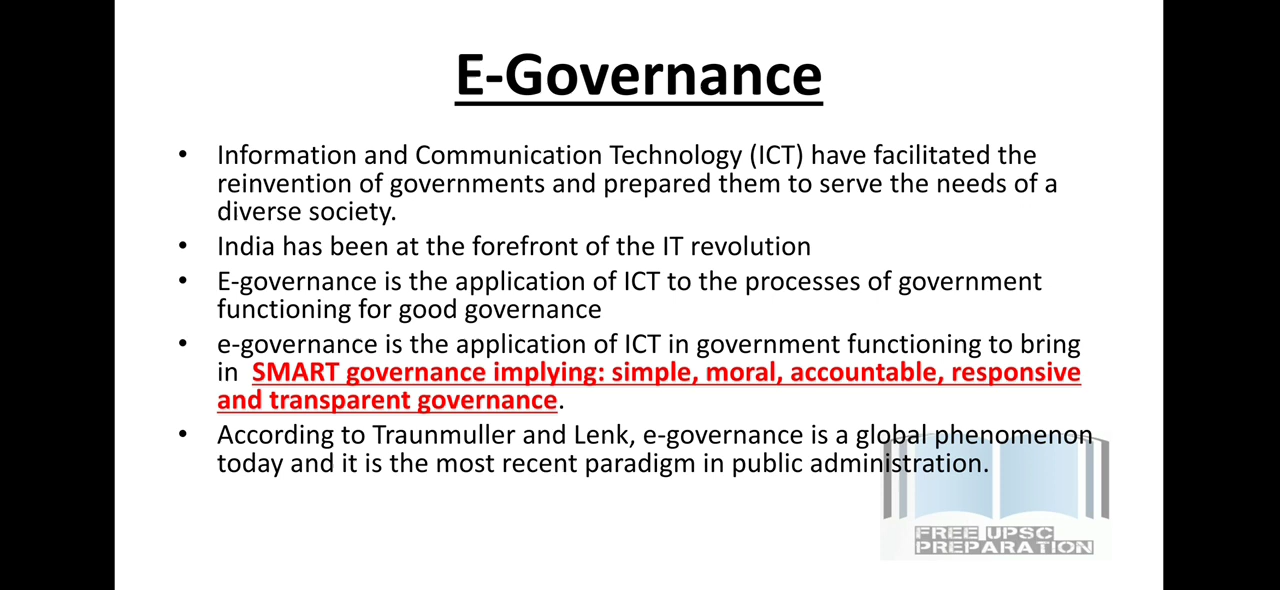 E-Governance
• Information and Communication Technology (ICT) have facilitated the
reinvention of governments and prepared them to serve the needs of a
diverse society.
• India has been at the forefront of the IT revolution
• E-governance is the application of ICT to the processes of government
functioning for good governance
• e-governance is the application of ICT in government functioning to bring
in SMART governance implying: simple, moral, accountable, responsive
and transparent governance.
• According to Traunmuller and Lenk, e-governance is a global phenomenon
today and it is the most recent paradigm in public administration.
FREE UPSC
PREPARATION